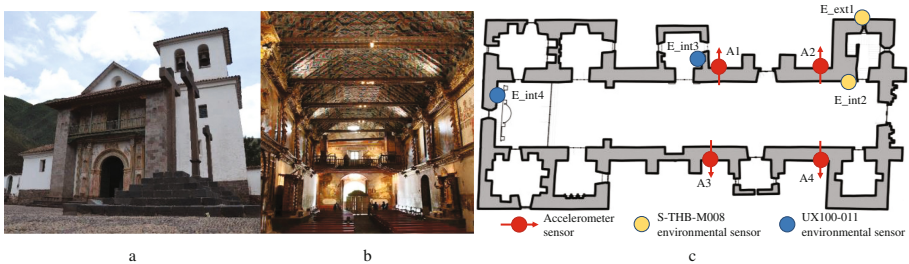 E_ext1
E_int3
A1
A2
E_int4
E_int2
A3
A4
Accelerometer
sensor
S-THB-M008
environmental sensor
UX100-011
environmental sensor
a
b
c